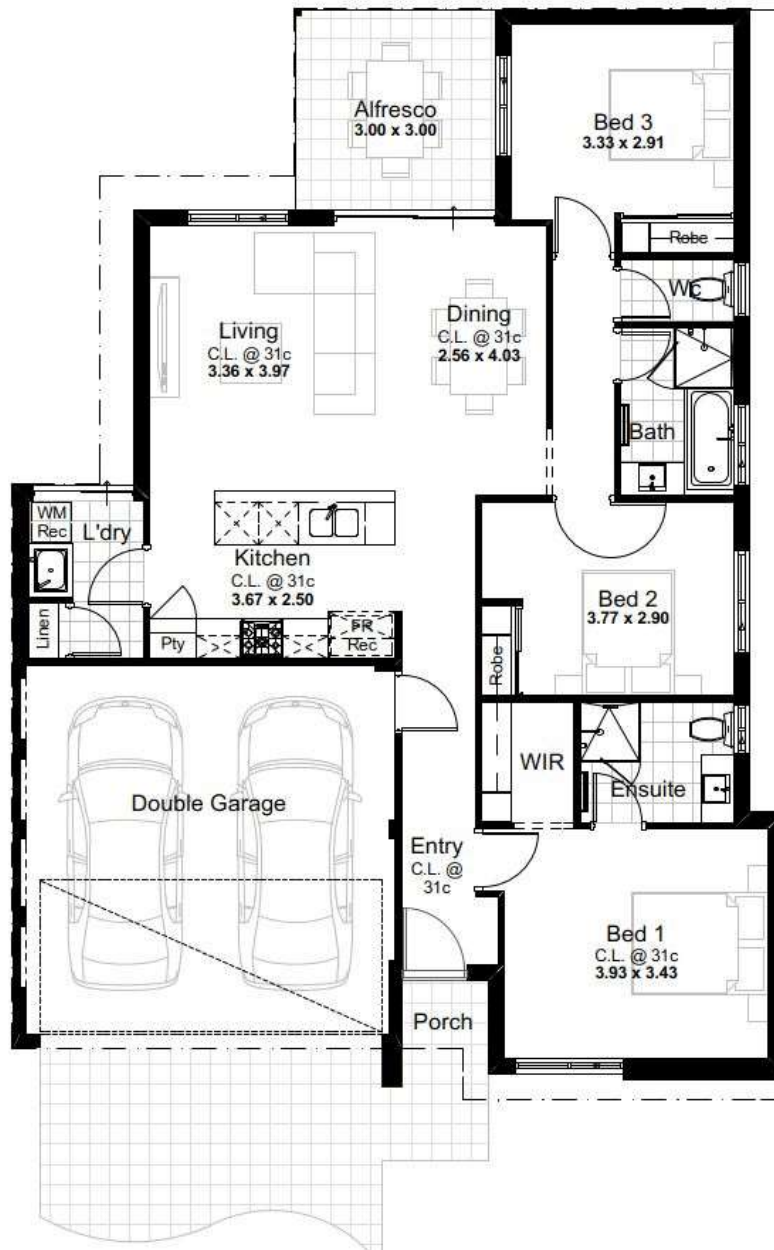 Alfresco
3.00 x 3.00
Bed 3
3.33 x 2.91
Robe
Wc
Living
C.L. @ 31c
3.36 x 3.97
Dining
C.L. @ 31c
2.56 x 4.03
Bath
WM
Rec
L'dry
Kitchen
C.L. @ 31c
3.67 x 2.50
Linen
Pty
FR
Rec
Bed 2
3.77 x 2.90
Robe
WIR
Ensuite
Double Garage
Entry
C.L. @
31c
Bed 1
C.L. @ 31c
3.93 x 3.43
Porch